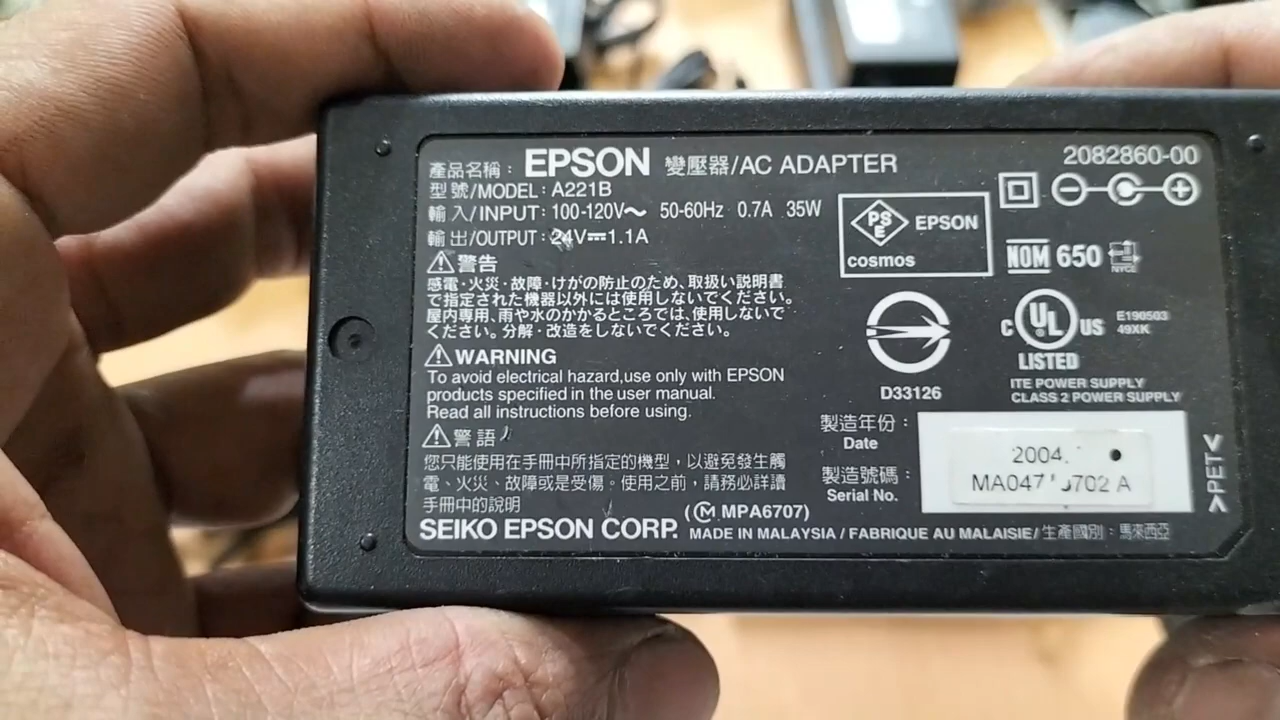 產品名稱：EPSON 變壓器/AC ADAPTER
2082860-00
型號/MODEL：A221B
輸入/INPUT：100-120V～ 50-60Hz 0.7A 35W
輸出/OUTPUT：24V⎓1.1A
PSE EPSON
cosmos
NOM 650 NYCE
⚠警告
感電・火災・故障・けがの防止のため、取扱い説明書
で指定された機器以外には使用しないでください。
屋内専用、雨や水のかかるところでは、使用しないで
ください。分解・改造をしないでください。
D33126
C UL US E190503
49XK
LISTED
ITE POWER SUPPLY
CLASS 2 POWER SUPPLY
⚠WARNING
To avoid electrical hazard,use only with EPSON
products specified in the user manual.
Read all instructions before using.
⚠警語
您只能使用在手冊中所指定的機型，以避免發生觸
電、火災、故障或是受傷。使用之前，請務必詳讀
手冊中的說明
製造年份：
Date
2004.
製造號碼：
Serial No.
MA047 0702 A
>PET<
(M MPA6707)
SEIKO EPSON CORP. MADE IN MALAYSIA / FABRIQUE AU MALAISIE/ 生產國別：馬來西亞